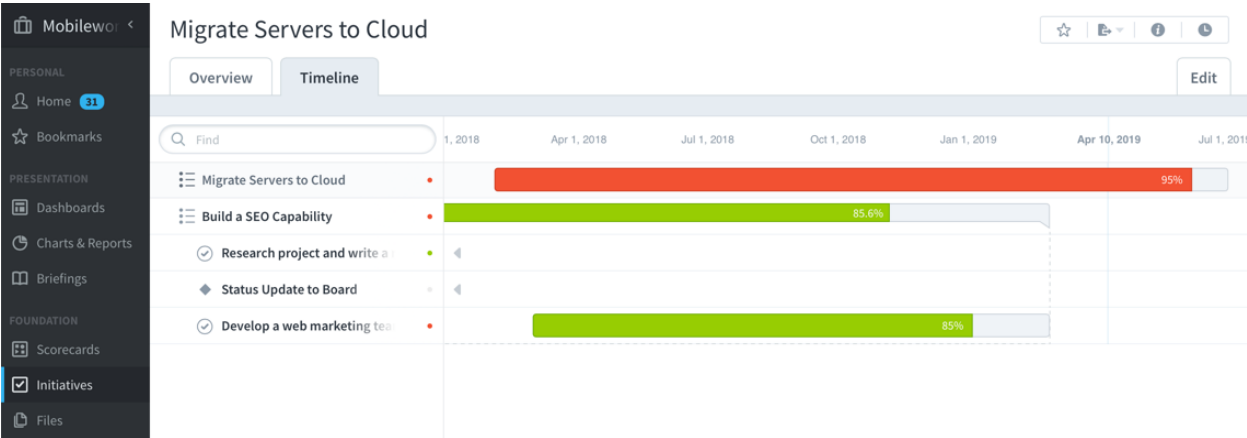 Mobilewor
Migrate Servers to Cloud
PERSONAL
Home 31
Bookmarks
PRESENTATION
Dashboards
Charts & Reports
Briefings
FOUNDATION
Scorecards
Initiatives
Files
Overview Timeline Edit
Find 1, 2018 Apr 1, 2018 Jul 1, 2018 Oct 1, 2018 Jan 1, 2019 Apr 10, 2019 Jul 1, 201
Migrate Servers to Cloud 95%
Build a SEO Capability 85.6%
Research project and write a
Status Update to Board
Develop a web marketing tea 85%